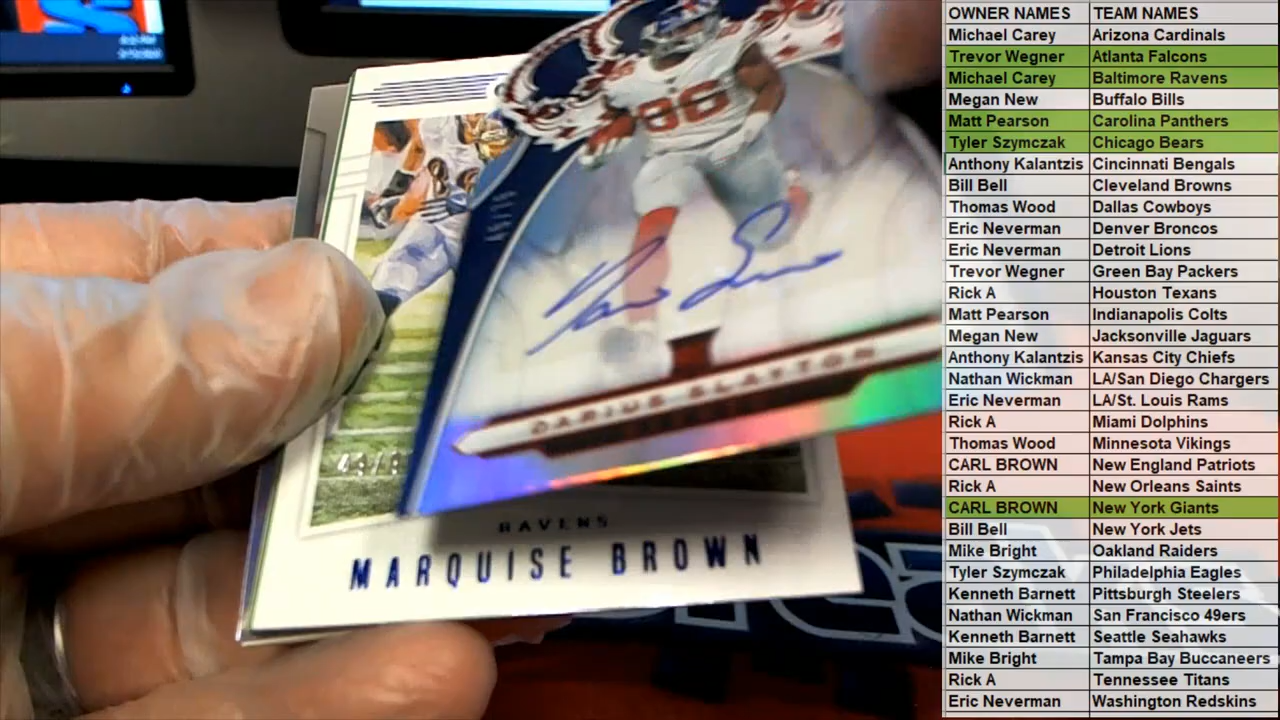 OWNER NAMES TEAM NAMES
Michael Carey Arizona Cardinals
Trevor Wegner Atlanta Falcons
Michael Carey Baltimore Ravens
Megan New Buffalo Bills
Matt Pearson Carolina Panthers
Tyler Szymczak Chicago Bears
Anthony Kalantzis Cincinnati Bengals
Bill Bell Cleveland Browns
Thomas Wood Dallas Cowboys
Eric Neverman Denver Broncos
Eric Neverman Detroit Lions
Trevor Wegner Green Bay Packers
Rick A Houston Texans
Matt Pearson Indianapolis Colts
Megan New Jacksonville Jaguars
Anthony Kalantzis Kansas City Chiefs
Nathan Wickman LA/San Diego Chargers
Eric Neverman LA/St. Louis Rams
Rick A Miami Dolphins
Thomas Wood Minnesota Vikings
CARL BROWN New England Patriots
Rick A New Orleans Saints
CARL BROWN New York Giants
Bill Bell New York Jets
Mike Bright Oakland Raiders
Tyler Szymczak Philadelphia Eagles
Kenneth Barnett Pittsburgh Steelers
Nathan Wickman San Francisco 49ers
Kenneth Barnett Seattle Seahawks
Mike Bright Tampa Bay Buccaneers
Rick A Tennessee Titans
Eric Neverman Washington Redskins
86
DARIUS SLAYTON
RAVENS
MARQUISE BROWN